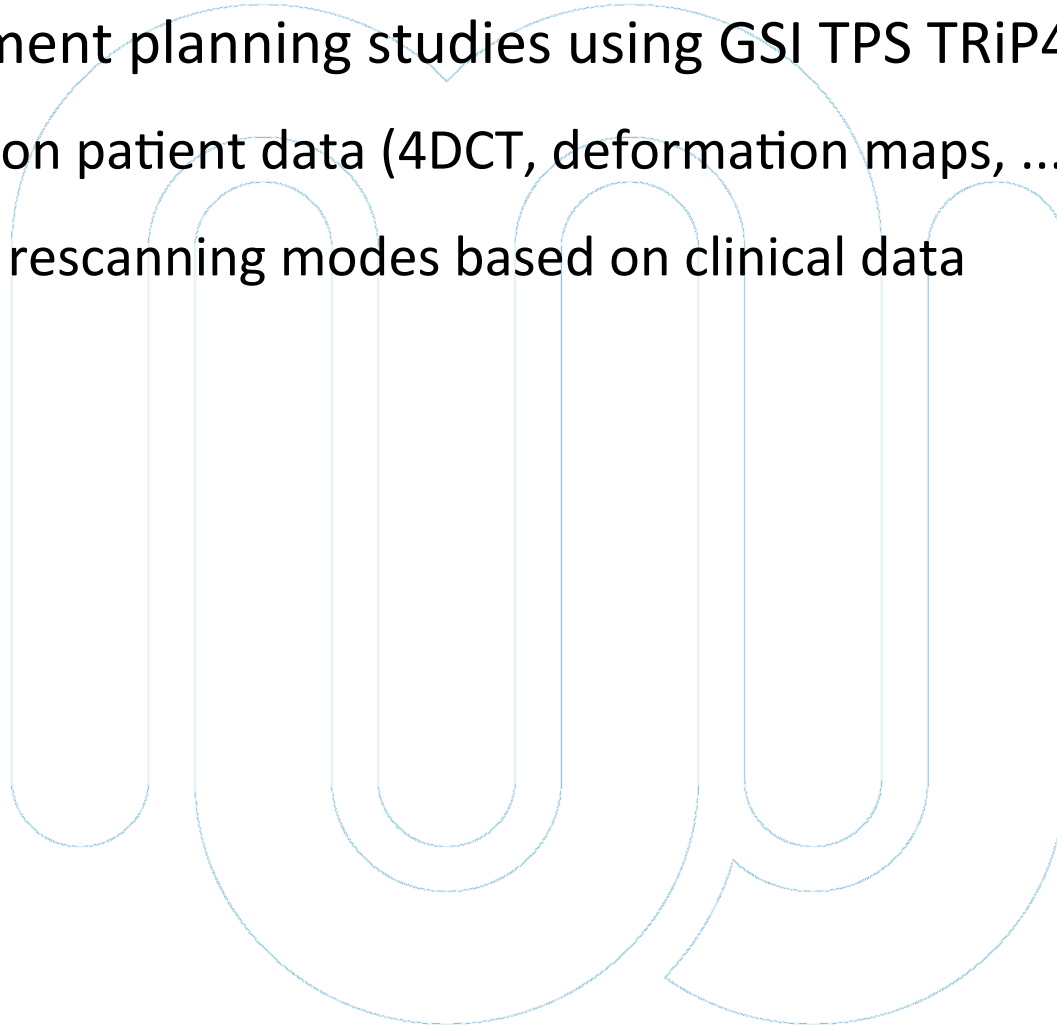 ment planning studies using GSI TPS TRiP4
on patient data (4DCT, deformation maps, ...
rescanning modes based on clinical data